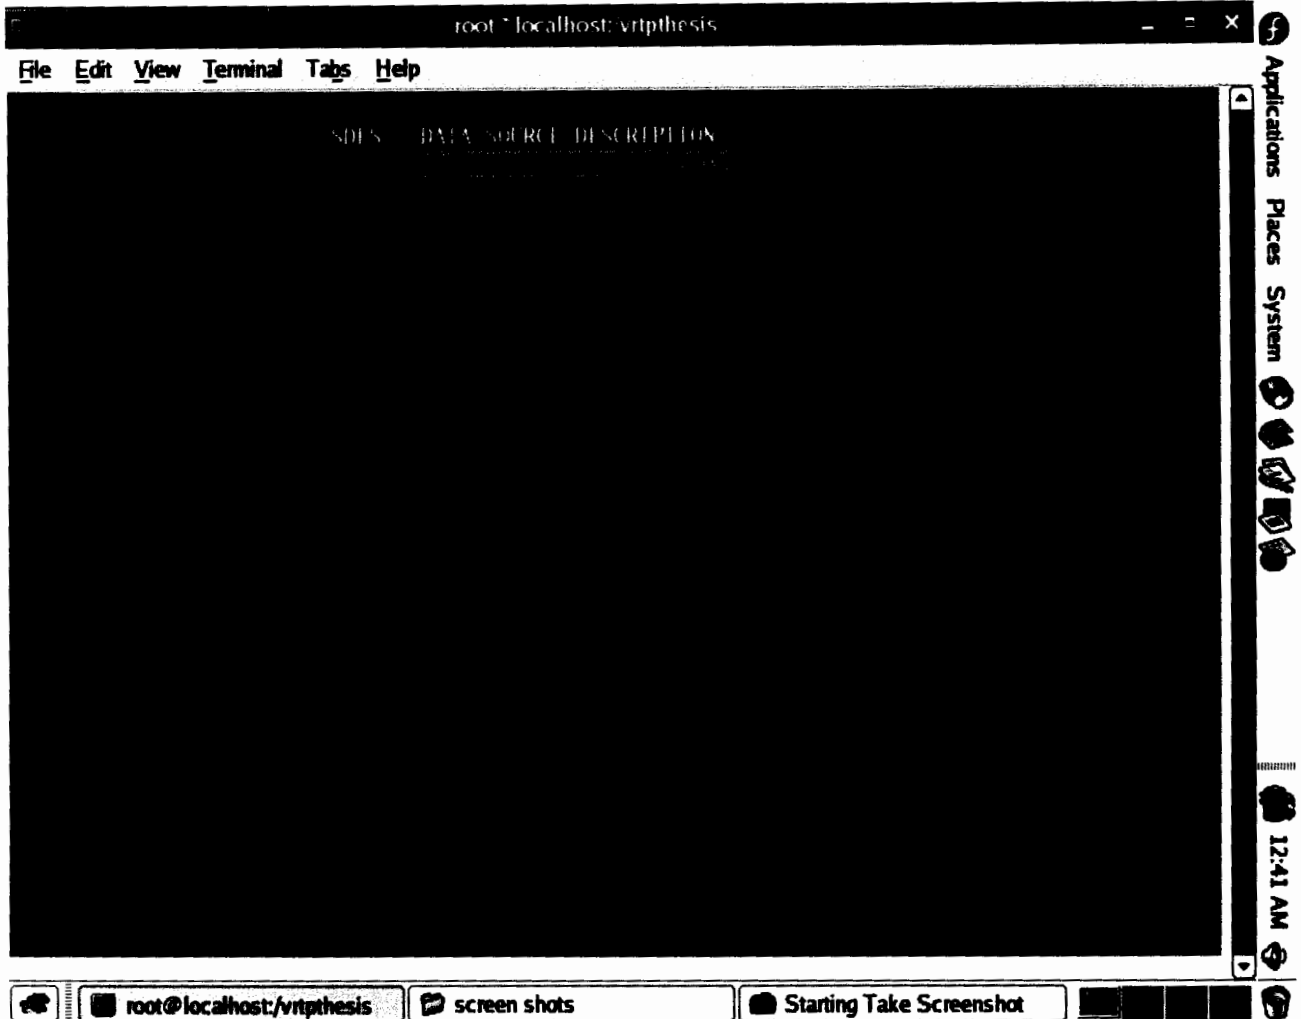 root@localhost:/vrtpthesis
File Edit View Terminal Tabs Help
SDES DATA SOURCE DESCRIPTION
Applications Places System
12:41 AM
root@localhost:/vrtpthesis
screen shots
Starting Take Screenshot